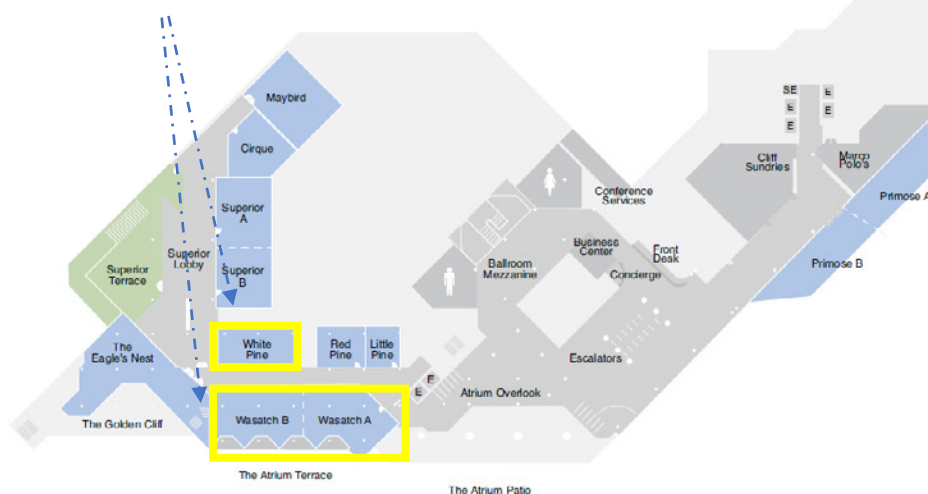 Maybird
Cirque
Superior
A
Superior
B
Superior
Lobby
Superior
Terrace
The
Eagle's Nest
The Golden Cliff
White
Pine
Red
Pine
Little
Pine
Wasatch B
Wasatch A
The Atrium Terrace
The Atrium Patio
E
E
Atrium Overlook
Escalators
Ballroom
Mezzanine
Business
Center
Concierge
Front
Desk
Conference
Services
SE
E
E
E
E
E
Cliff
Sundries
Marco
Polo's
Primose A
Primose B